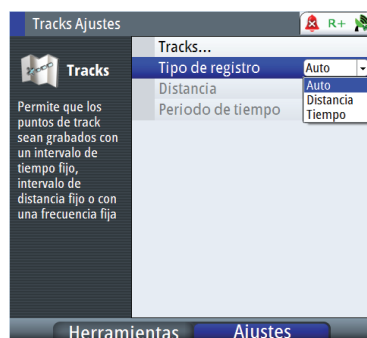 Tracks Ajustes
R+
Tracks
Permite que los
puntos de track
sean grabados con
un intervalo de
tiempo fijo,
intervalo de
distancia fijo o con
una frecuencia fija
Tracks...
Tipo de registro Auto
Auto
Distancia
Tiempo
Distancia
Periodo de tiempo
Herramientas Ajustes